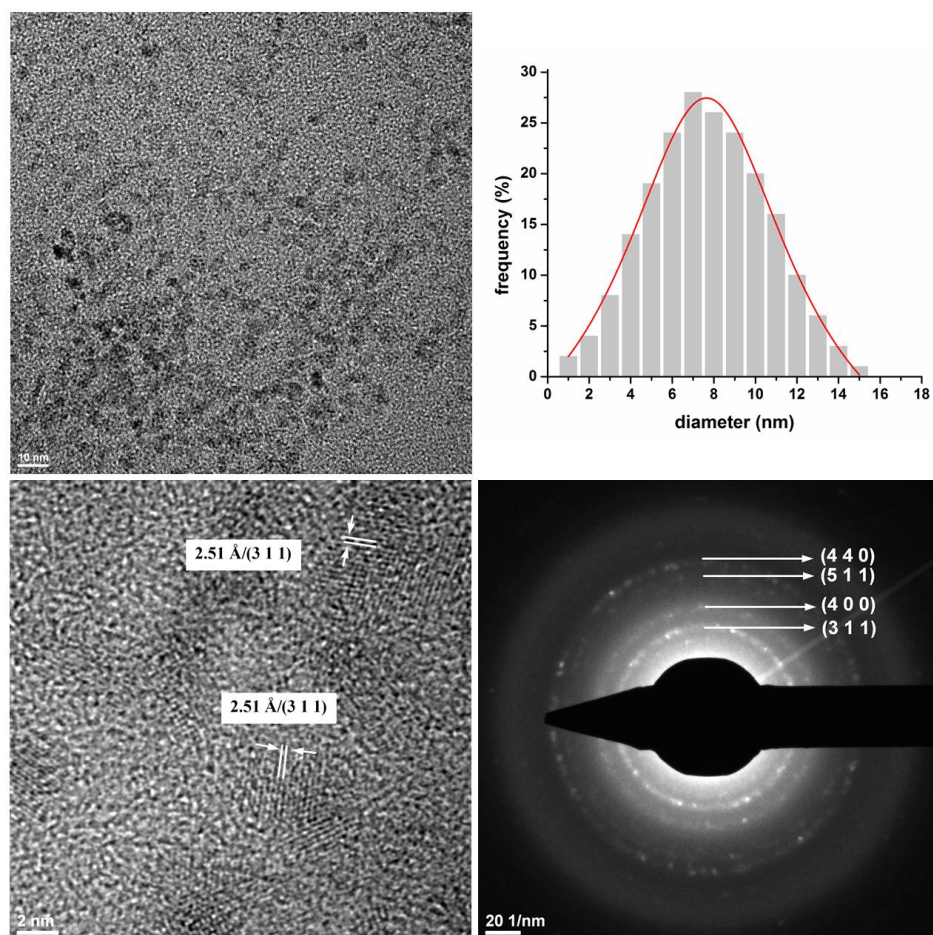 10 nm
frequency (%)
30
25
20
15
10
5
0
0 2 4 6 8 10 12 14 16 18
diameter (nm)
2.51 Å/(3 1 1)
2.51 Å/(3 1 1)
2 nm
(4 4 0)
(5 1 1)
(4 0 0)
(3 1 1)
20 1/nm